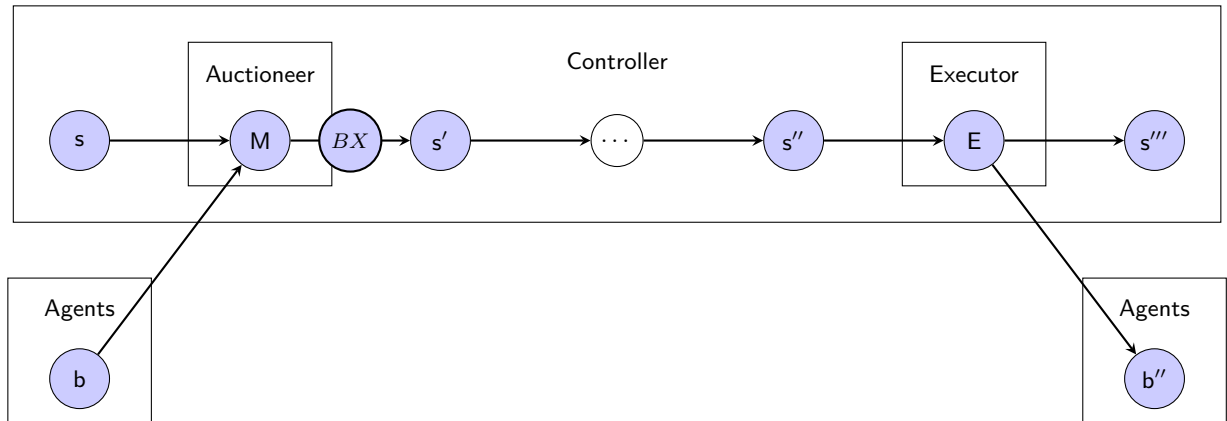 Controller
Auctioneer
Executor
s
M
BX
s′
···
s′′
E
s′′′
Agents
Agents
b
b′′